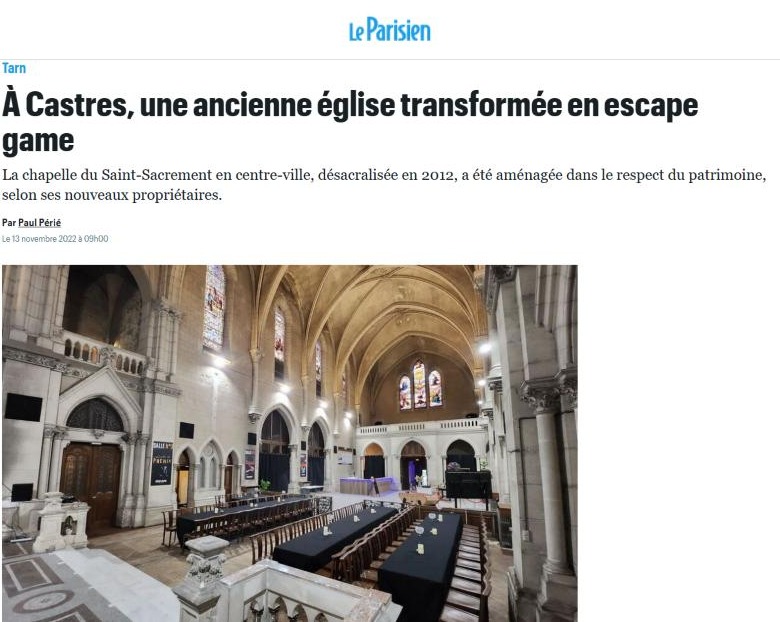 Le Parisien
Tarn
À Castres, une ancienne église transformée en escape
game
La chapelle du Saint-Sacrement en centre-ville, désacralisée en 2012, a été aménagée dans le respect du patrimoine,
selon ses nouveaux propriétaires.
Par Paul Périé
Le 13 novembre 2022 à 09h00